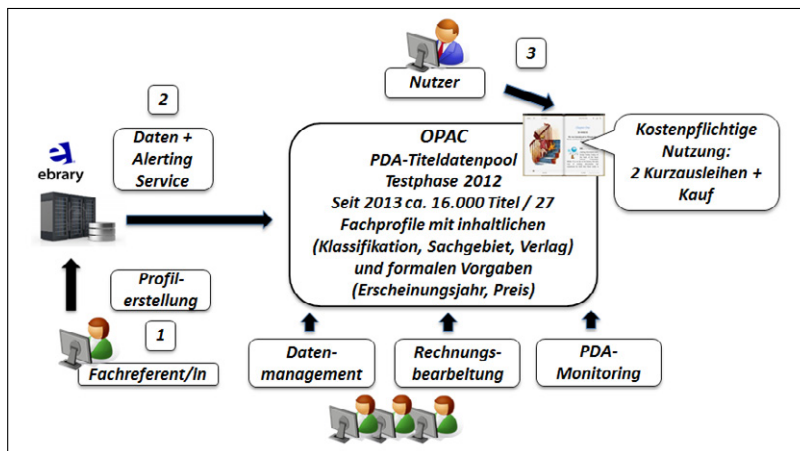 3
Nutzer
2
Daten +
Alerting
Service
ebrary
OPAC
PDA-Titeldatenpool
Testphase 2012
Seit 2013 ca. 16.000 Titel / 27
Fachprofile mit inhaltlichen
(Klassifikation, Sachgebiet, Verlag)
und formalen Vorgaben
(Erscheinungsjahr, Preis)
Kostenpflichtige
Nutzung:
2 Kurzausleihen +
Kauf
Profil-
erstellung
1
Fachreferent/In
Daten-
management
Rechnungs-
bearbeitung
PDA-
Monitoring